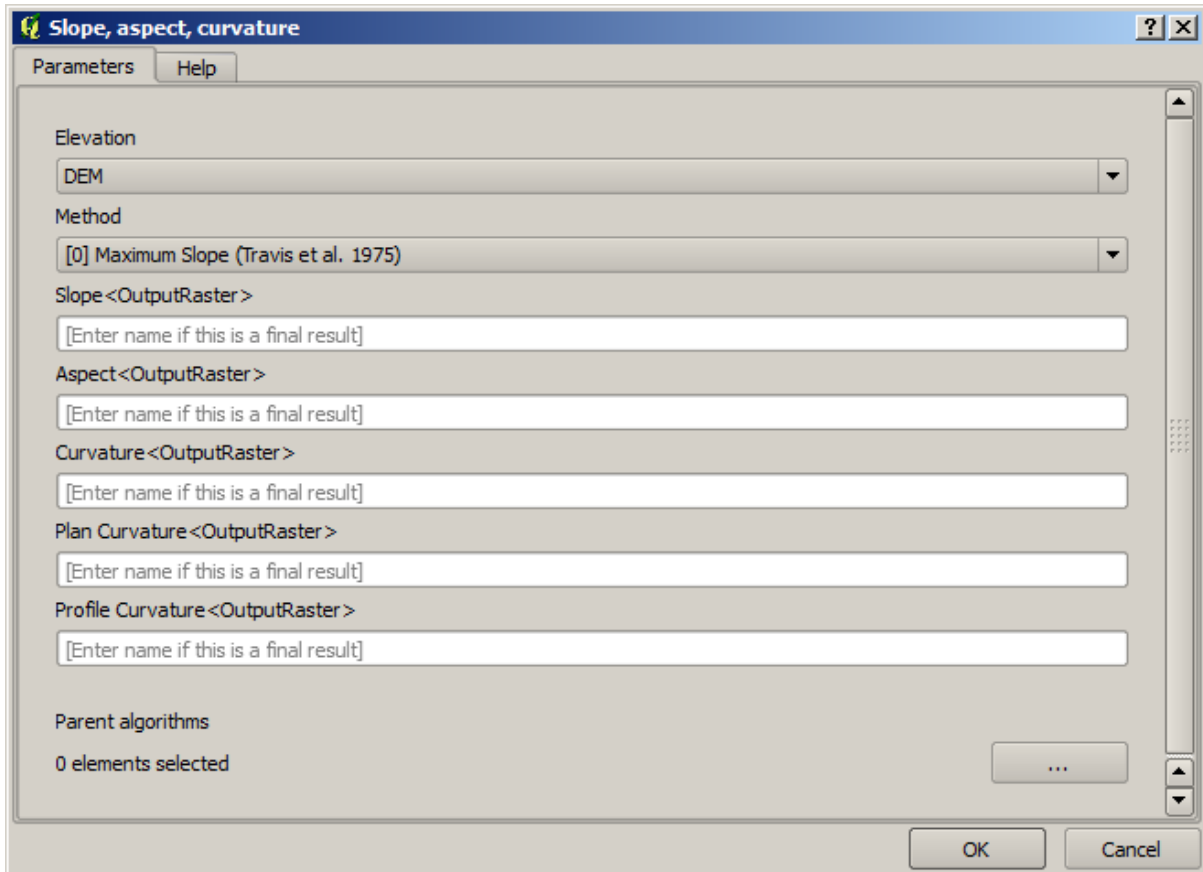 Slope, aspect, curvature
Parameters Help
Elevation
DEM
Method
[0] Maximum Slope (Travis et al. 1975)
Slope<OutputRaster>
[Enter name if this is a final result]
Aspect<OutputRaster>
[Enter name if this is a final result]
Curvature<OutputRaster>
[Enter name if this is a final result]
Plan Curvature<OutputRaster>
[Enter name if this is a final result]
Profile Curvature<OutputRaster>
[Enter name if this is a final result]
Parent algorithms
0 elements selected ...
OK Cancel